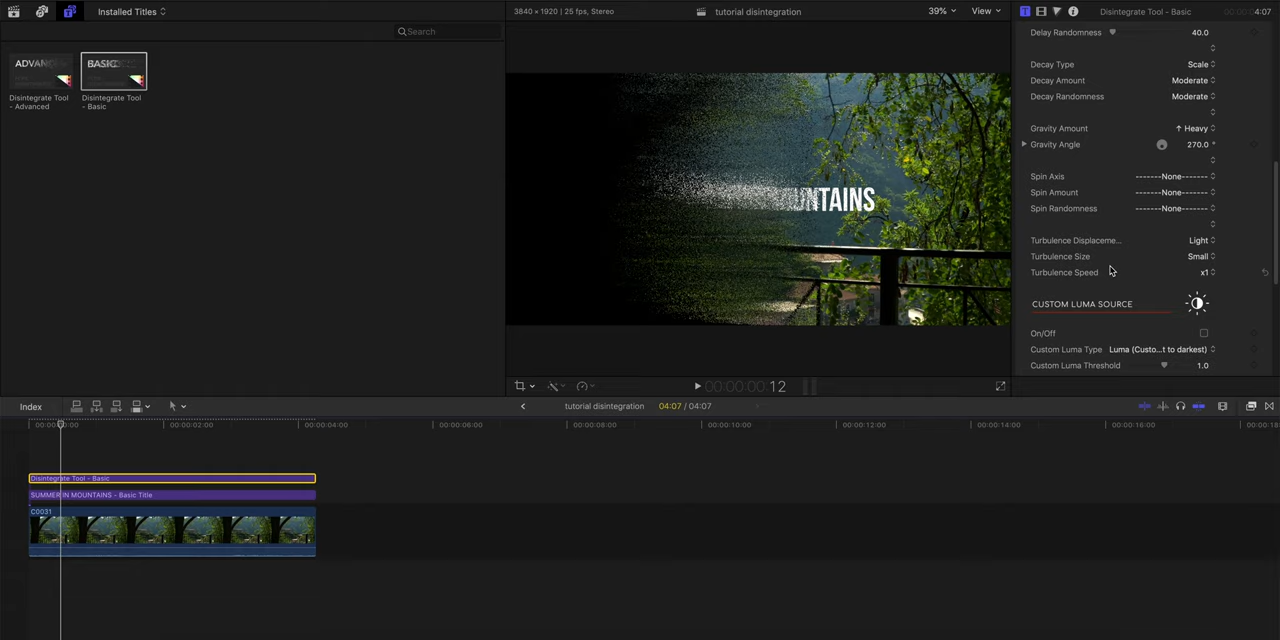 Installed Titles
Search
ADVAN
BASIC
Disintegrate Tool
- Advanced
Disintegrate Tool
- Basic
3840 × 1920 | 25 fps, Stereo
tutorial disintegration
39%
View
UNTAINS
00:00:00:00:12
Disintegrate Tool - Basic
4:07
Delay Randomness 40.0
Decay Type Scale
Decay Amount Moderate
Decay Randomness Moderate
Gravity Amount ↑ Heavy
Gravity Angle 270.0 °
Spin Axis -------None-------
Spin Amount -------None-------
Spin Randomness -------None-------
Turbulence Displaceme... Light
Turbulence Size Small
Turbulence Speed x1
CUSTOM LUMA SOURCE
On/Off
Custom Luma Type Luma (Custo...t to darkest)
Custom Luma Threshold 1.0
Index
tutorial disintegration
04:07 / 04:07
00:00:02:00
00:00:04:00
00:00:06:00
00:00:08:00
00:00:10:00
00:00:12:00
00:00:14:00
00:00:16:00
Disintegrate Tool - Basic
SUMMER IN MOUNTAINS - Basic Title
C0031